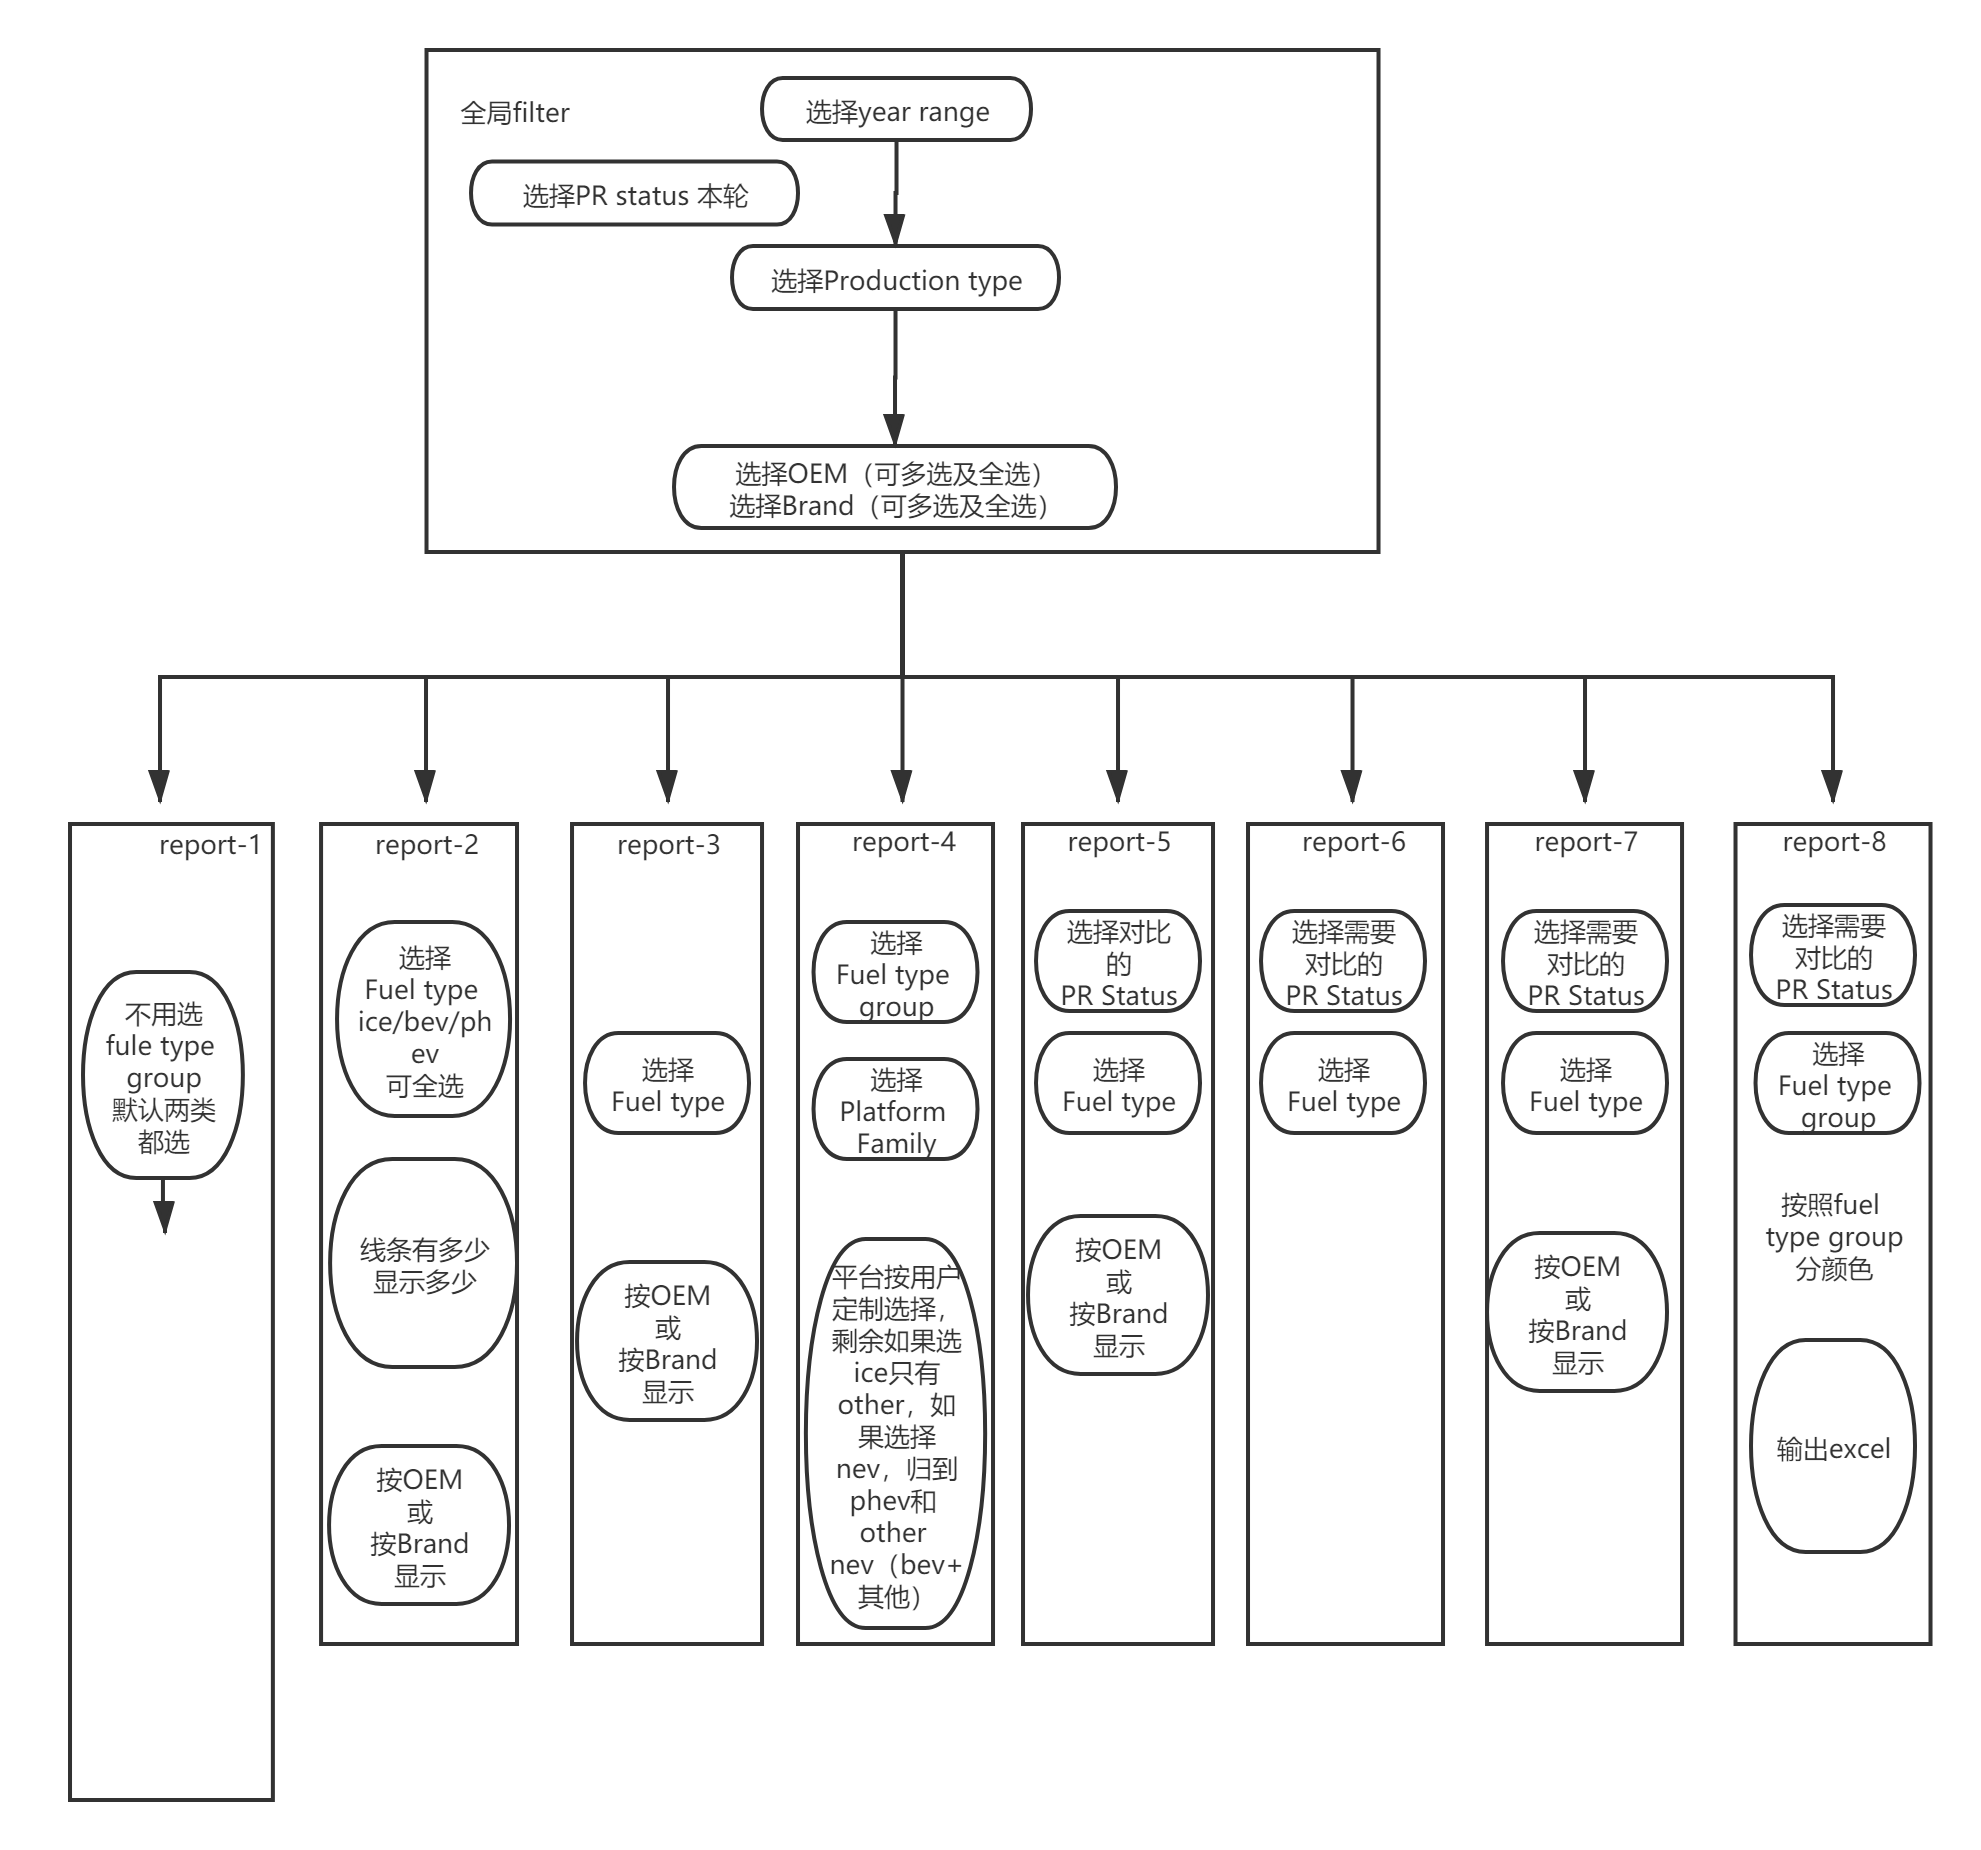 全局filter
选择year range
选择PR status 本轮
选择Production type
选择OEM（可多选及全选）
选择Brand（可多选及全选）
report-1
不用选
fule type
group
默认两类
都选
report-2
选择
Fuel type
ice/bev/ph
ev
可全选
线条有多少
显示多少
按OEM
或
按Brand
显示
report-3
选择
Fuel type
按OEM
或
按Brand
显示
report-4
选择
Fuel type
group
选择
Platform
Family
平台按用户
定制选择，
剩余如果选
ice只有
other，如
果选择
nev，归到
phev和
other
nev（bev+
其他）
report-5
选择对比
的
PR Status
选择
Fuel type
按OEM
或
按Brand
显示
report-6
选择需要
对比的
PR Status
选择
Fuel type
report-7
选择需要
对比的
PR Status
选择
Fuel type
按OEM
或
按Brand
显示
report-8
选择需要
对比的
PR Status
选择
Fuel type
group
按照fuel
type group
分颜色
输出excel